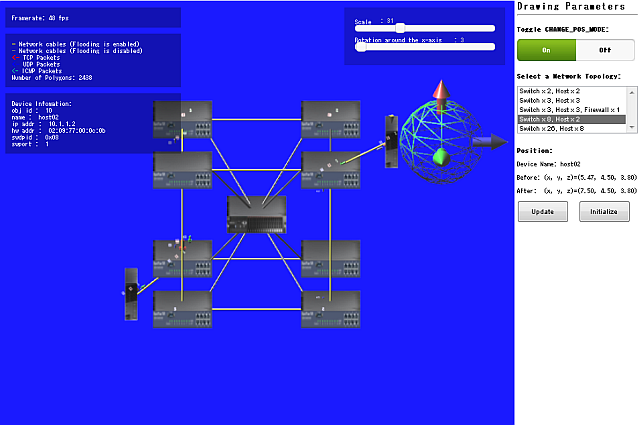 Framerate: 48 fps
- Network cables (Flooding is enabled)
- Network cables (Flooding is disabled)
<- TCP Packets
UDP Packets
<- ICMP Packets
Number of Polygons: 2438
Device Infomation:
obj id : 10
name : host02
ip addr : 10.1.1.2
hw addr : 02:09:77:00:0c:0b
swdpid : 0x08
swport : 1
Scale : 31
Rotation around the x-axis : 3
Drawing Parameters
Toggle CHANGE_POS_MODE:
On Off
Select a Network Topology:
Switch x 2, Host x 2
Switch x 3, Host x 3
Switch x 3, Host x 3, Firewall x 1
Switch x 8, Host x 2
Switch x 26, Host x 8
Position:
Device Name: host02
Before: (x, y, z)=(5.47, 4.50, 3.80)
After: (x, y, z)=(7.50, 4.50, 3.80)
Update Initialize